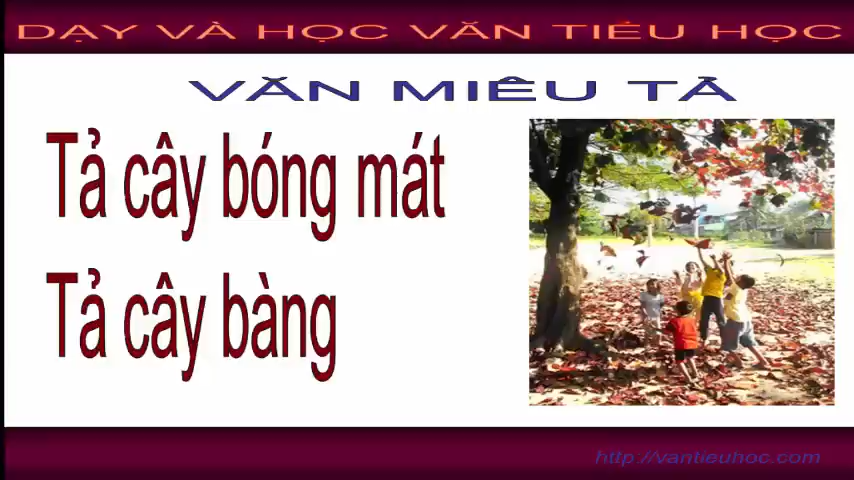 DẠY VÀ HỌC VĂN TIỂU HỌC
VĂN MIÊU TẢ
Tả cây bóng mát
Tả cây bàng
http://vantieuhoc.com